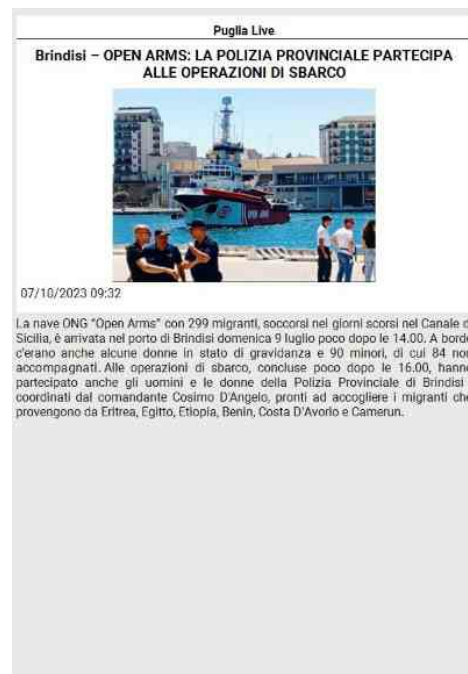 Puglia Live
Brindisi – OPEN ARMS: LA POLIZIA PROVINCIALE PARTECIPA
ALLE OPERAZIONI DI SBARCO
OPEN ARMS
07/10/2023 09:32
La nave ONG "Open Arms" con 299 migranti, soccorsi nei giorni scorsi nel Canale d
Sicilia, è arrivata nel porto di Brindisi domenica 9 luglio poco dopo le 14.00. A bord
c'erano anche alcune donne in stato di gravidanza e 90 minori, di cui 84 non
accompagnati. Alle operazioni di sbarco, concluse poco dopo le 16.00, hanno
partecipato anche gli uomini e le donne della Polizia Provinciale di Brindisi
coordinati dal comandante Cosimo D'Angelo, pronti ad accogliere i migranti che
provengono da Eritrea, Egitto, Etiopia, Benin, Costa D'Avorio e Camerun.